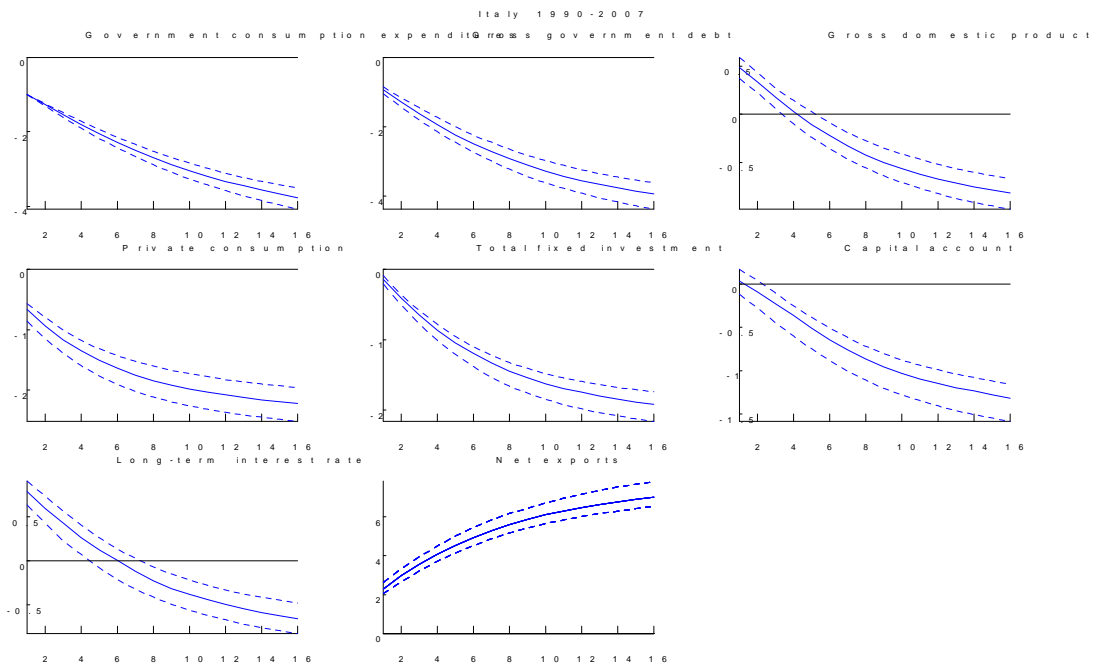 Italy 1990-2007
Government consumption expenditures Gross government debt Gross domestic product
0
-2
-4
2 4 6 8 10 12 14 16
0
-2
-4
2 4 6 8 10 12 14 16
0.5
0
-0.5
2 4 6 8 10 12 14 16
Private consumption Total fixed investment Capital account
0
-1
-2
2 4 6 8 10 12 14 16
0
-1
-2
2 4 6 8 10 12 14 16
0
-0.5
-1
-1.5
2 4 6 8 10 12 14 16
Long-term interest rate Net exports
0.5
0
-0.5
2 4 6 8 10 12 14 16
6
4
2
0
2 4 6 8 10 12 14 16